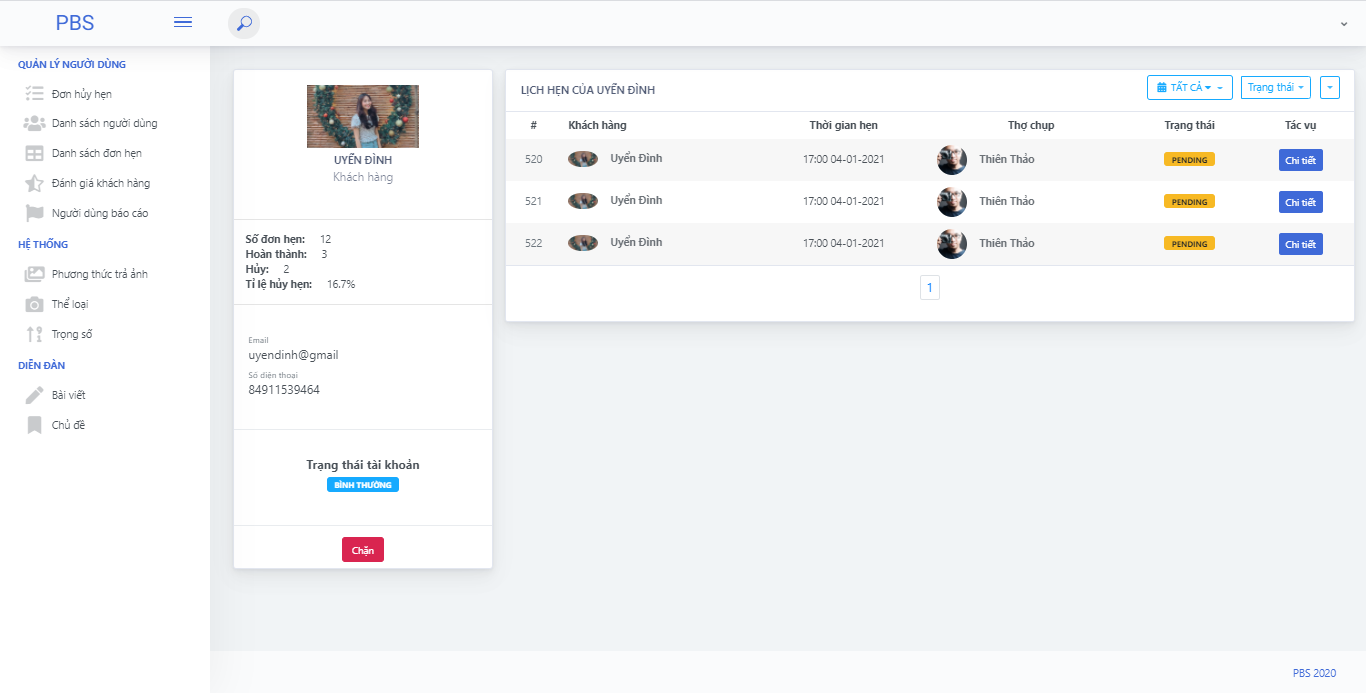 PBS
QUẢN LÝ NGƯỜI DÙNG
Đơn hủy hẹn
Danh sách người dùng
Danh sách đơn hẹn
Đánh giá khách hàng
Người dùng báo cáo
HỆ THỐNG
Phương thức trả ảnh
Thể loại
Trọng số
DIỄN ĐÀN
Bài viết
Chủ đề
UYỂN ĐÌNH
Khách hàng
Số đơn hẹn: 12
Hoàn thành: 3
Hủy: 2
Tỉ lệ hủy hẹn: 16.7%
Email
uyendinh@gmail
Số điện thoại
84911539464
Trạng thái tài khoản
BÌNH THƯỜNG
Chặn
LỊCH HẸN CỦA UYỂN ĐÌNH
TẤT CẢ
Trạng thái
# Khách hàng Thời gian hẹn Thợ chụp Trạng thái Tác vụ
520 Uyển Đình 17:00 04-01-2021 Thiên Thảo PENDING Chi tiết
521 Uyển Đình 17:00 04-01-2021 Thiên Thảo PENDING Chi tiết
522 Uyển Đình 17:00 04-01-2021 Thiên Thảo PENDING Chi tiết
1
PBS 2020